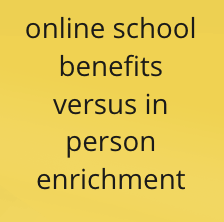 online school
benefits
versus in
person
enrichment